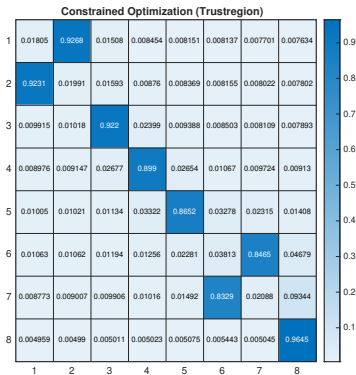 Constrained Optimization (Trustregion)
1 0.01805 0.9268 0.01508 0.008454 0.008151 0.008137 0.007701 0.007634
2 0.9231 0.01991 0.01593 0.00876 0.008369 0.008155 0.008022 0.007802
3 0.009915 0.01018 0.922 0.02399 0.009388 0.008503 0.008109 0.007893
4 0.008976 0.009147 0.02677 0.899 0.02654 0.01067 0.009724 0.00913
5 0.01005 0.01021 0.01134 0.03322 0.8652 0.03278 0.02315 0.01408
6 0.01063 0.01062 0.01194 0.01256 0.02281 0.03813 0.8465 0.04679
7 0.008773 0.009007 0.009906 0.01016 0.01492 0.8329 0.02088 0.09344
8 0.004959 0.00499 0.005011 0.005023 0.005075 0.005443 0.005045 0.9645
1 2 3 4 5 6 7 8
0.9
0.8
0.7
0.6
0.5
0.4
0.3
0.2
0.1